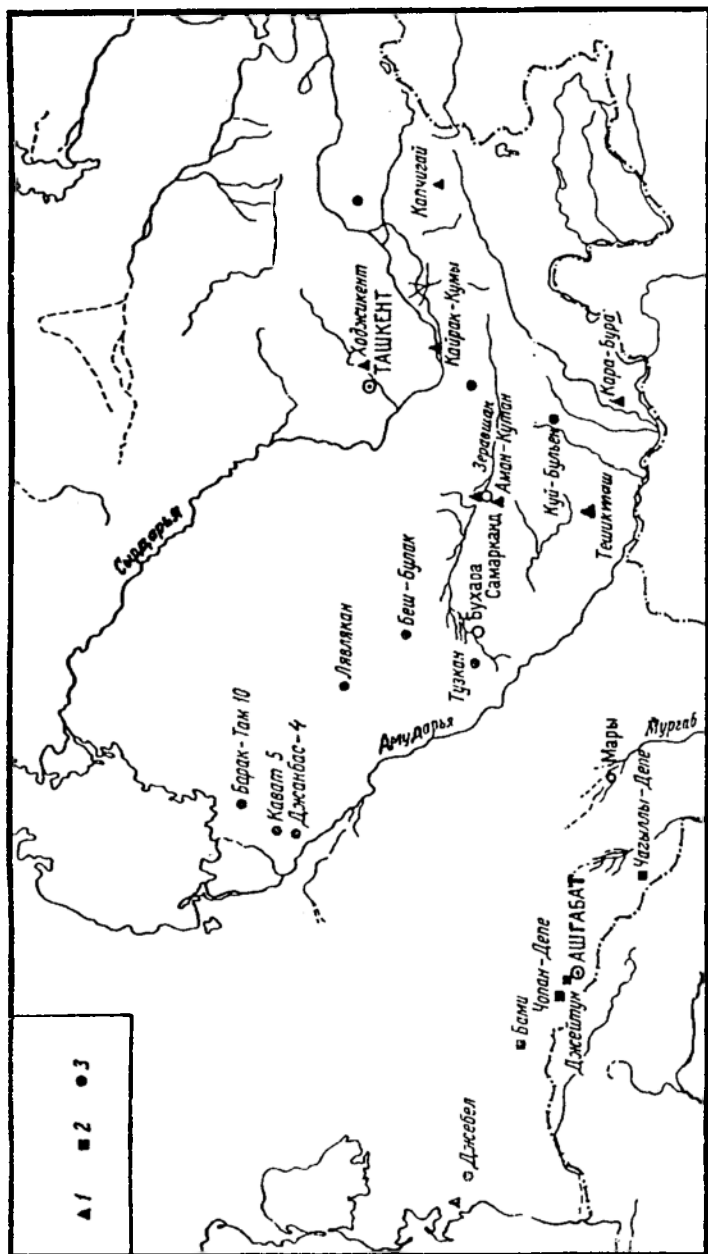 ▲ 1 ■ 2 ● 3
Сырдарья
Ходжикент
ТАШКЕНТ
Капчигай
Кайрак-Кумы
Барак-Там 10
Кават 5
Джанбас-4
Лявлякан
Беш-Булак
Зеравшан
Аман-Кутан
Самарканд
Бухара
Тузкан
Куй-Бульен
Кара-Бура
Тешикташ
Амударья
Мары
Мургаб
Чагыллы-Депе
Бами
Чопан-Депе
АШГАБАТ
Джейтун
Джебел